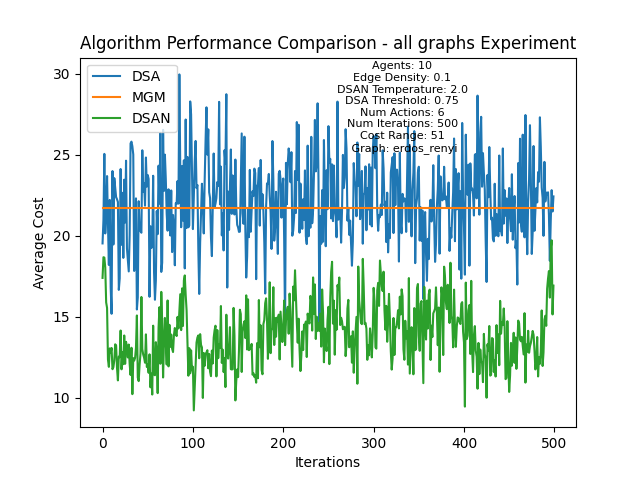 Algorithm Performance Comparison - all graphs Experiment
DSA
MGM
DSAN
Agents: 10
Edge Density: 0.1
DSAN Temperature: 2.0
DSA Threshold: 0.75
Num Actions: 6
Num Iterations: 500
Cost Range: 51
Graph: erdos_renyi
Average Cost
30
25
20
15
10
0
100
200
300
400
500
Iterations